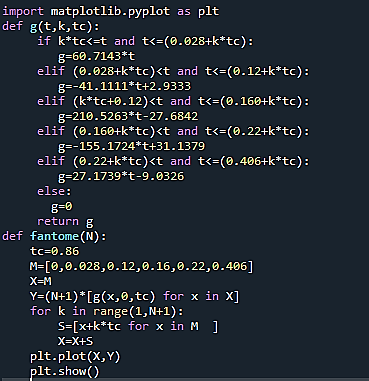 import matplotlib.pyplot as plt
def g(t,k,tc):
    if k*tc<=t and t<=(0.028+k*tc):
        g=60.7143*t
    elif (0.028+k*tc)<t and t<=(0.12+k*tc):
        g=-41.1111*t+2.9333
    elif (k*tc+0.12)<t and t<=(0.160+k*tc):
        g=210.5263*t-27.6842
    elif (0.160+k*tc)<t and t<=(0.22+k*tc):
        g=-155.1724*t+31.1379
    elif (0.22+k*tc)<t and t<=(0.406+k*tc):
        g=27.1739*t-9.0326
    else:
      g=0
    return g
def fantome(N):
    tc=0.86
    M=[0,0.028,0.12,0.16,0.22,0.406]
    X=M
    Y=(N+1)*[g(x,0,tc) for x in X]
    for k in range(1,N+1):
        S=[x+k*tc for x in M  ]
        X=X+S
    plt.plot(X,Y)
    plt.show()